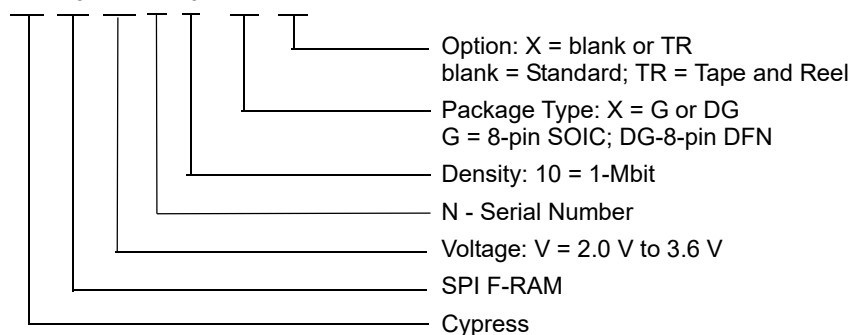 Option: X = blank or TR
blank = Standard; TR = Tape and Reel
Package Type: X = G or DG
G = 8-pin SOIC; DG-8-pin DFN
Density: 10 = 1-Mbit
N - Serial Number
Voltage: V = 2.0 V to 3.6 V
SPI F-RAM
Cypress